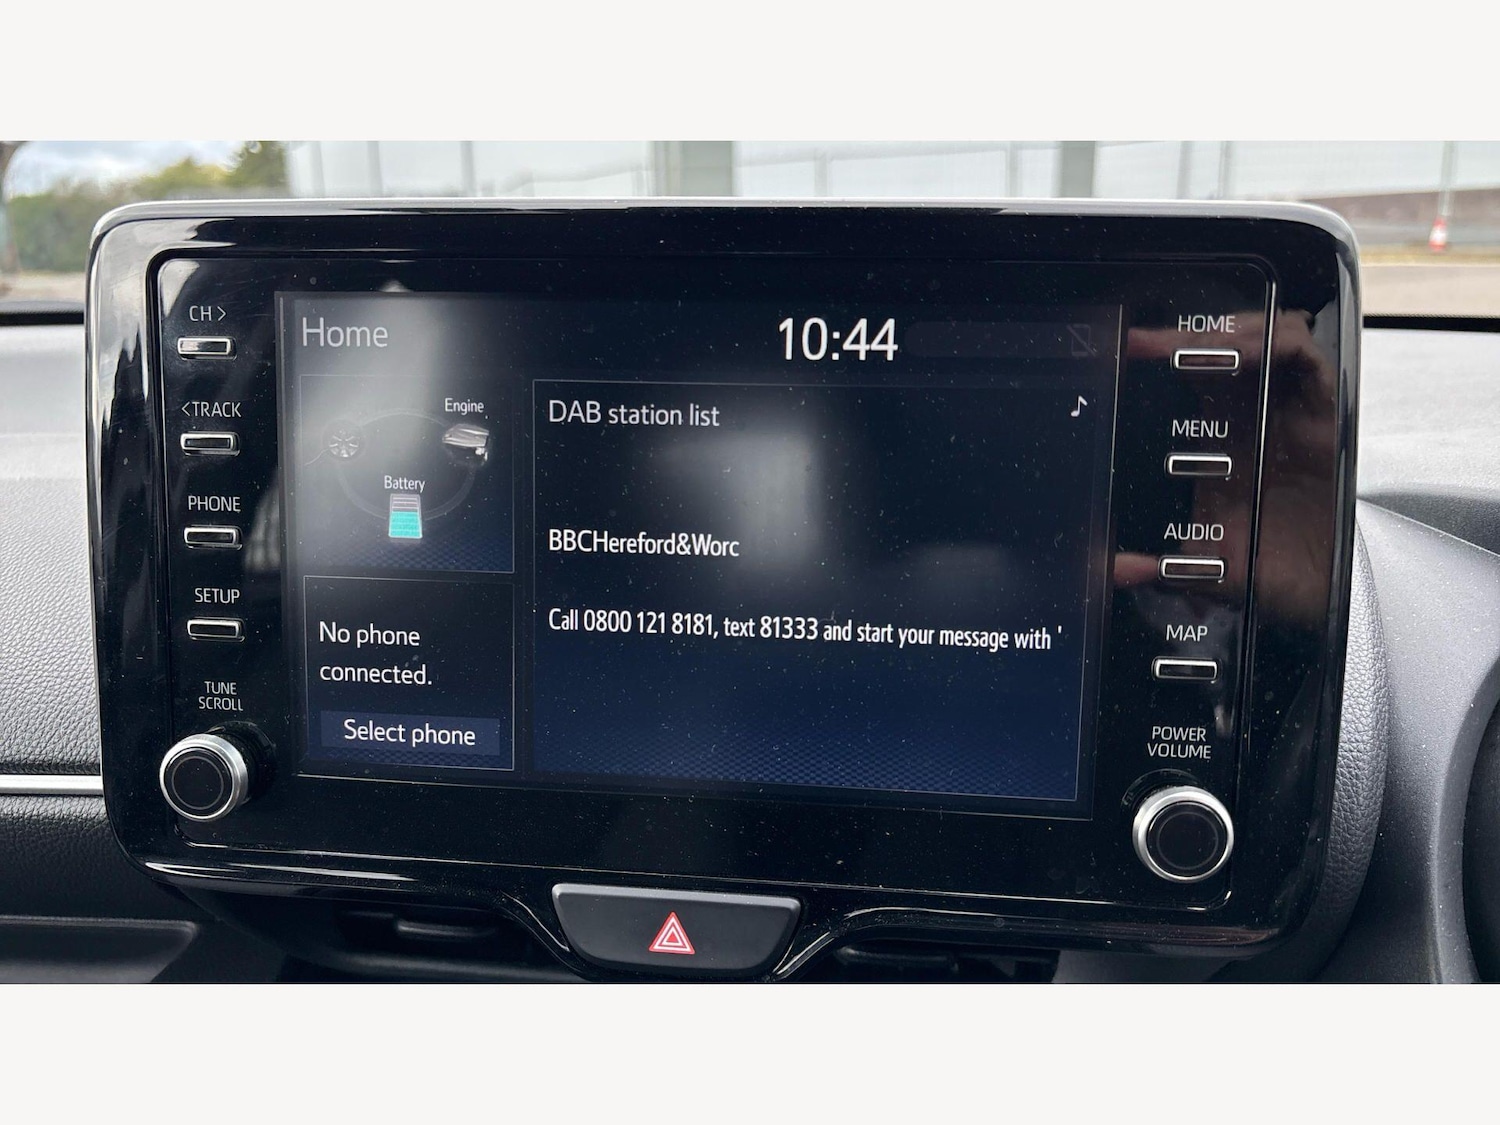 CH >
< TRACK
PHONE
SETUP
TUNE
SCROLL
Home
10:44
Engine
Battery
No phone
connected.
Select phone
DAB station list
BBCHereford&Worc
Call 0800 121 8181, text 81333 and start your message with '
HOME
MENU
AUDIO
MAP
POWER
VOLUME